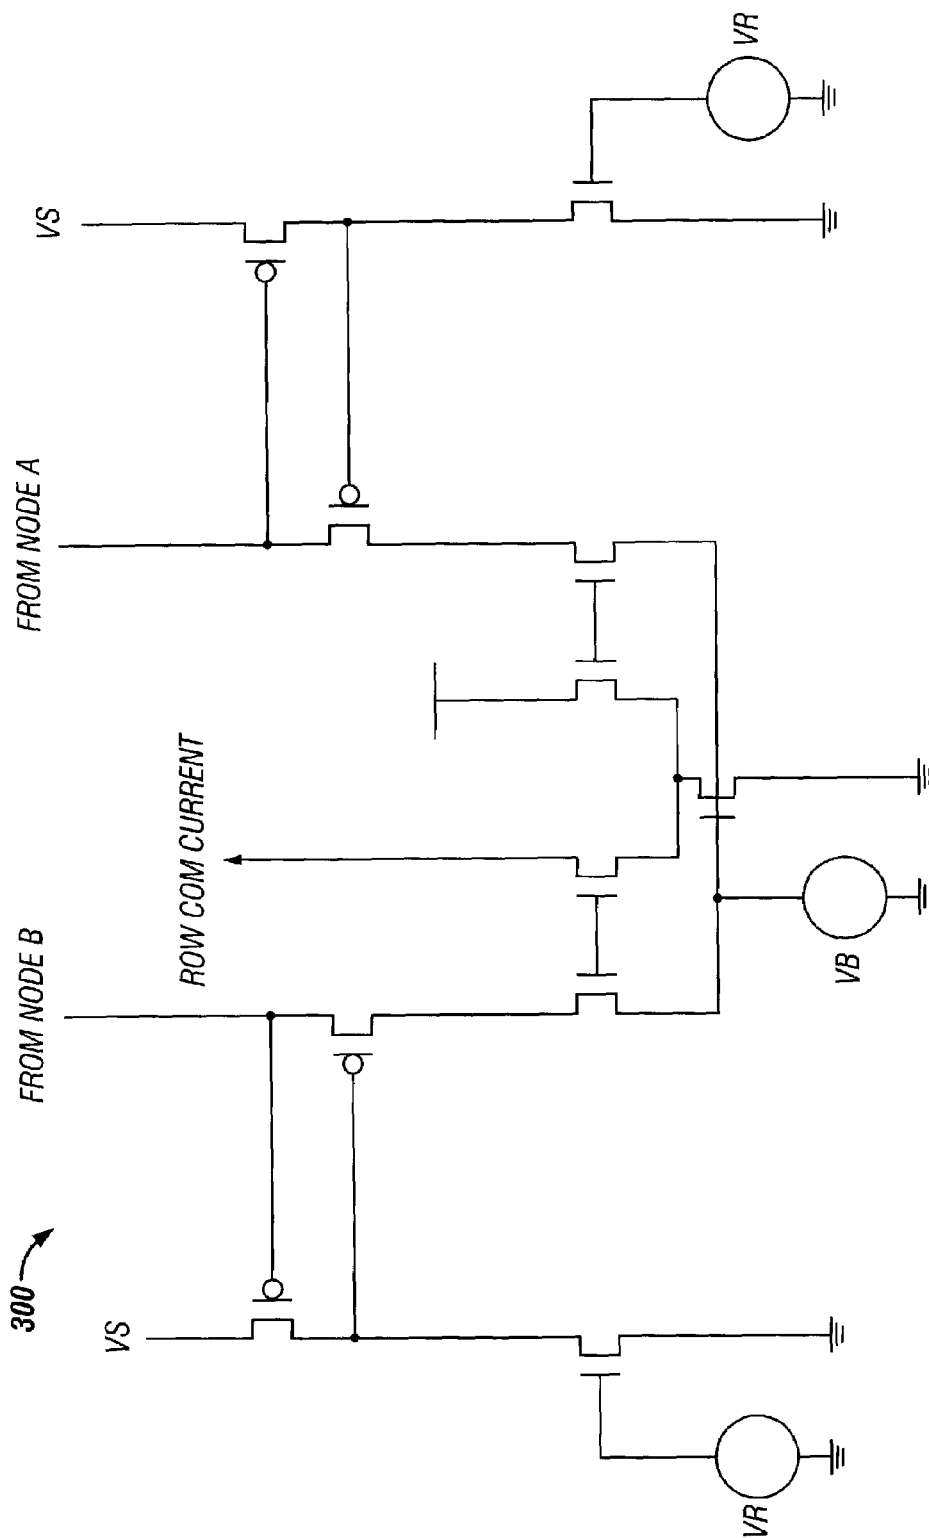 300
VS
FROM NODE B
ROW COM CURRENT
FROM NODE A
VS
VR
VB
VR